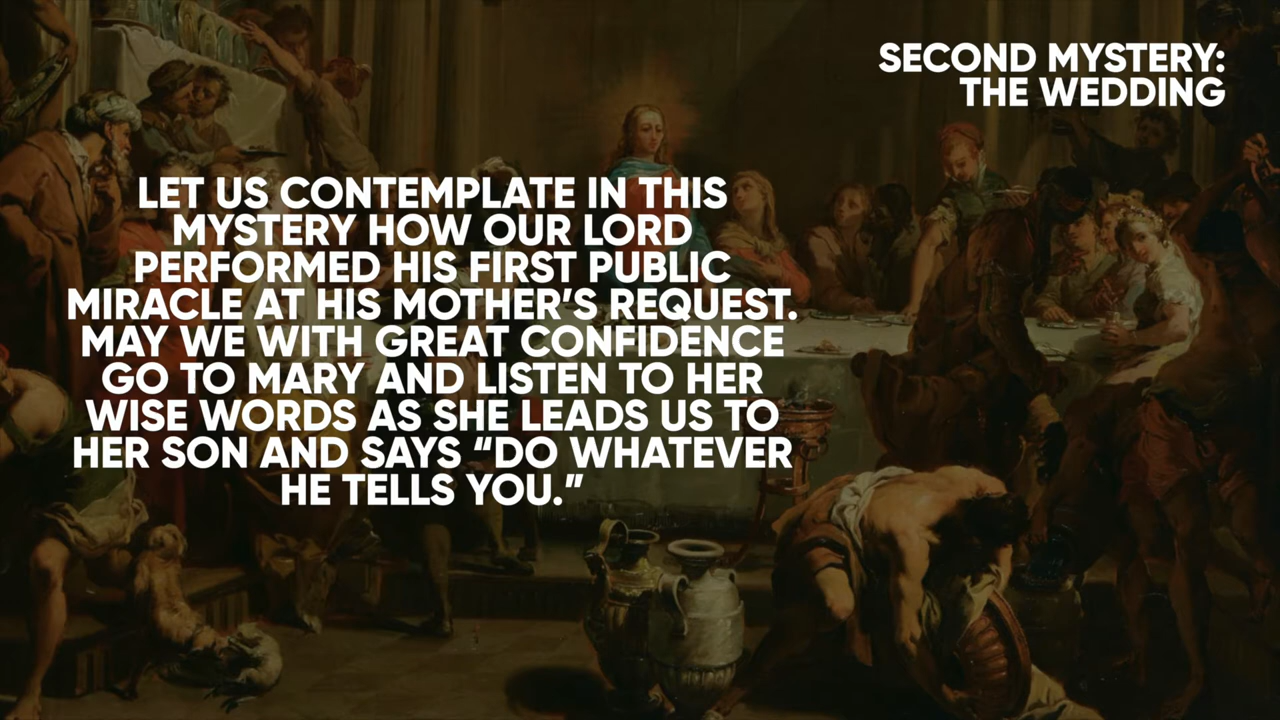 SECOND MYSTERY:
THE WEDDING
LET US CONTEMPLATE IN THIS
MYSTERY HOW OUR LORD
PERFORMED HIS FIRST PUBLIC
MIRACLE AT HIS MOTHER’S REQUEST.
MAY WE WITH GREAT CONFIDENCE
GO TO MARY AND LISTEN TO HER
WISE WORDS AS SHE LEADS US TO
HER SON AND SAYS “DO WHATEVER
HE TELLS YOU.”